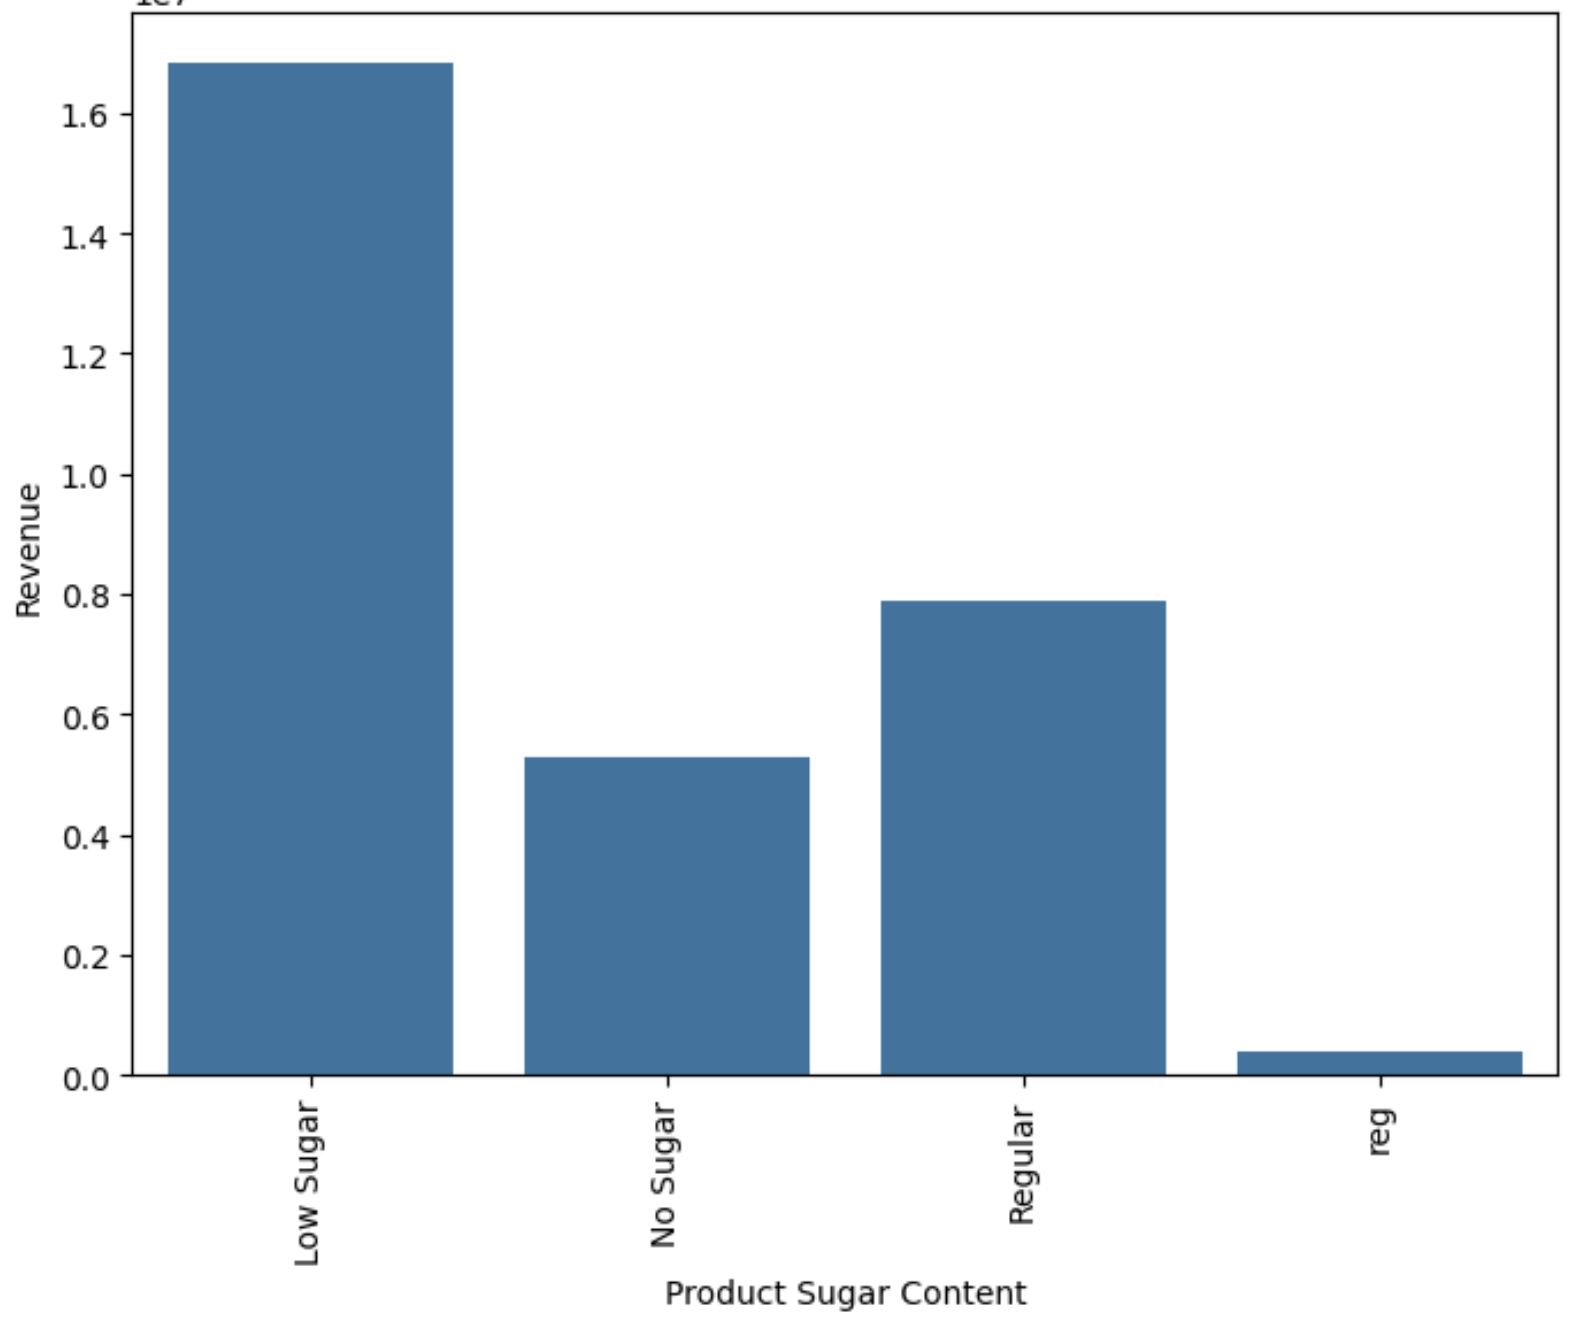 1e7
1.6
1.4
1.2
1.0
0.8
0.6
0.4
0.2
0.0
Revenue
Low Sugar
No Sugar
Regular
reg
Product Sugar Content